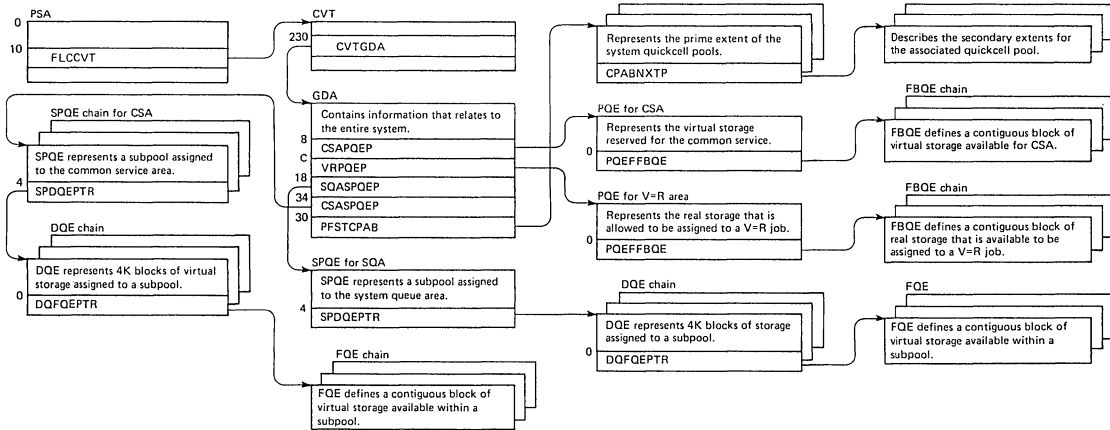 PSA
0
10
FLCCVT
CVT
230
CVTGDA
GDA
Contains information that relates to
the entire system.
8
CSAPQEP
C
VRPQEP
18
SQASPQEP
34
CSASPQEP
30
PFSTCPAB
SPQE chain for CSA
SPQE represents a subpool assigned
to the common service area.
4
SPDQEPTR
DQE chain
DQE represents 4K blocks of virtual
storage assigned to a subpool.
0
DQFQEPTR
SPQE for SQA
SPQE represents a subpool assigned
to the system queue area.
4
SPDQEPTR
FQE chain
FQE defines a contiguous block of
virtual storage available within a
subpool.
Represents the prime extent of the
system quickcell pools.
CPABNXTP
Describes the secondary extents for
the associated quickcell pool.
PQE for CSA
Represents the virtual storage
reserved for the common service.
0
PQEFFBQE
FBQE chain
FBQE defines a contiguous block of
virtual storage available for CSA.
PQE for V=R area
Represents the real storage that is
allowed to be assigned to a V=R job.
0
PQEFFBQE
FBQE chain
FBQE defines a contiguous block of
real storage that is available to be
assigned to a V=R job.
DQE chain
DQE represents 4K blocks of storage
assigned to a subpool.
0
DQFQEPTR
FQE
FQE defines a contiguous block of
virtual storage available within a
subpool.